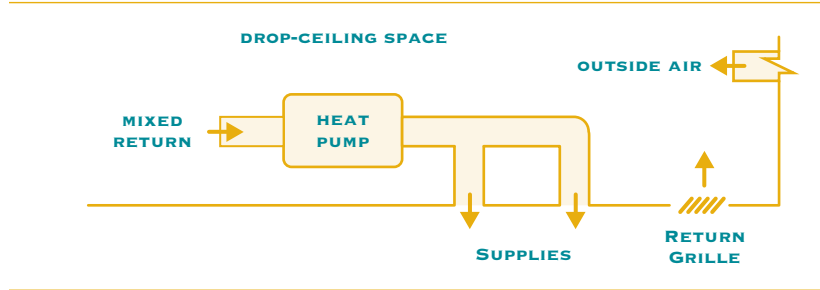 DROP-CEILING SPACE
OUTSIDE AIR
MIXED
RETURN
HEAT
PUMP
SUPPLIES
RETURN
GRILLE